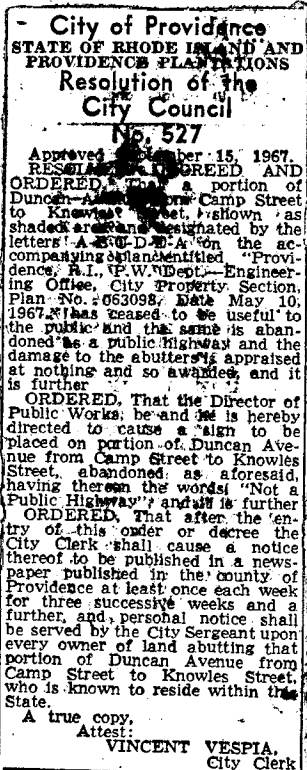 City of Providence
STATE OF RHODE ISLAND AND
PROVIDENCE PLANTATIONS
Resolution of the
City Council
No. 527
Approved 15, 1967.
RESOLVED, DECREED AND
ORDERED, That a portion of
Duncan Camp Street
to Knowles Street, shown as
shaded area and designated by the
letters A-B-C-D-E-A on the ac-
companying plan entitled "Provi-
dence, R.I., P.W. Dept.—Engineer-
ing Office, City Property Section,
Plan No. 063098, Date May 10,
1967," has ceased to be useful to
the public and the same is aban-
doned as a public highway and the
damage to the abutters is appraised
at nothing and so awarded, and it
is further
ORDERED, That the Director of
Public Works, be and he is hereby
directed to cause a sign to be
placed on portion of Duncan Ave-
nue from Camp Street to Knowles
Street, abandoned as aforesaid,
having thereon the words "Not a
Public Highway" and it is further
ORDERED, That after the en-
try of this order or decree the
City Clerk shall cause a notice
thereof to be published in a news-
paper published in the county of
Providence at least once each week
for three successive weeks and a
further, and personal notice shall
be served by the City Sergeant upon
every owner of land abutting that
portion of Duncan Avenue from
Camp Street to Knowles Street,
who is known to reside within this
State.
A true copy,
Attest:
VINCENT VESPIA,
City Clerk